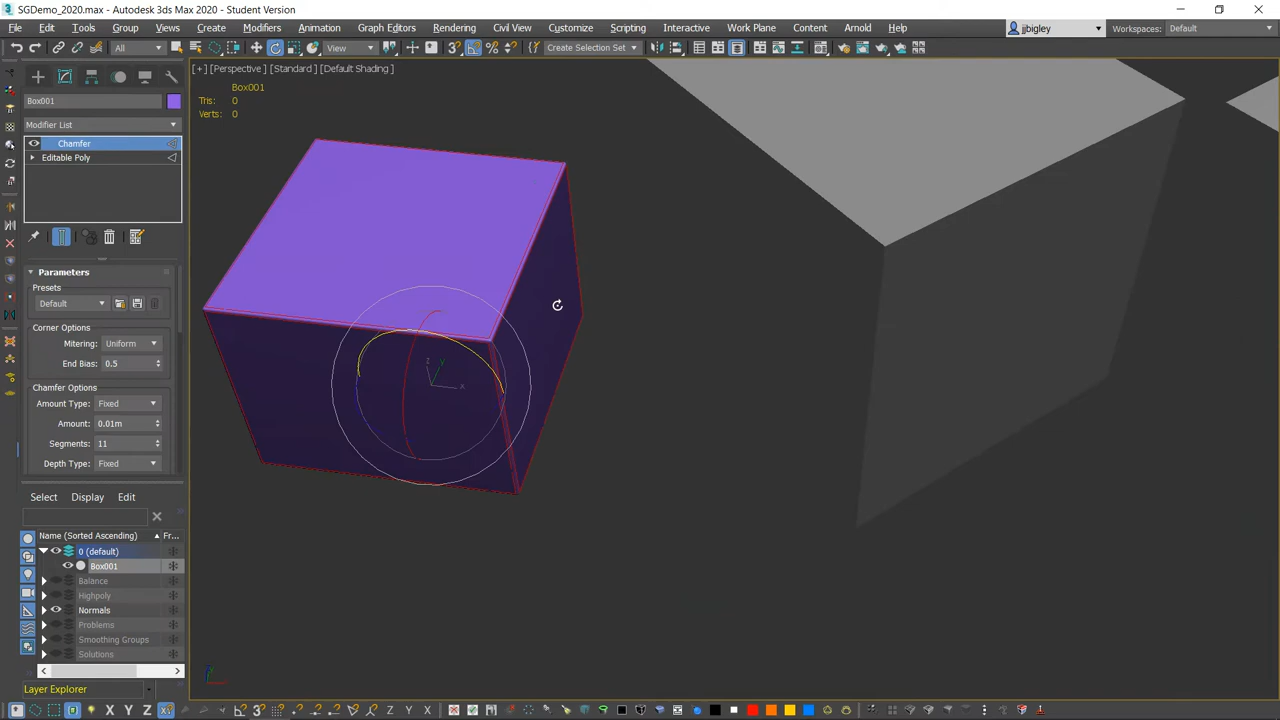 SGDemo_2020.max - Autodesk 3ds Max 2020 - Student Version
File Edit Tools Group Views Create Modifiers Animation Graph Editors Rendering Civil View Customize Scripting Interactive Work Plane Content Arnold Help jjbigley Workspaces: Default
All View Create Selection Set
[+] [Perspective ] [Standard ] [Default Shading ]
Box001
Tris: 0
Verts: 0
Box001
Modifier List
Chamfer
Editable Poly
Parameters
Presets
Default
Corner Options
Mitering: Uniform
End Bias: 0.5
Chamfer Options
Amount Type: Fixed
Amount: 0.01m
Segments: 11
Depth Type: Fixed
Select Display Edit
Name (Sorted Ascending) Fr...
0 (default)
Box001
Balance
Highpoly
Normals
Problems
Smoothing Groups
Solutions
Layer Explorer
z y x
X Y Z